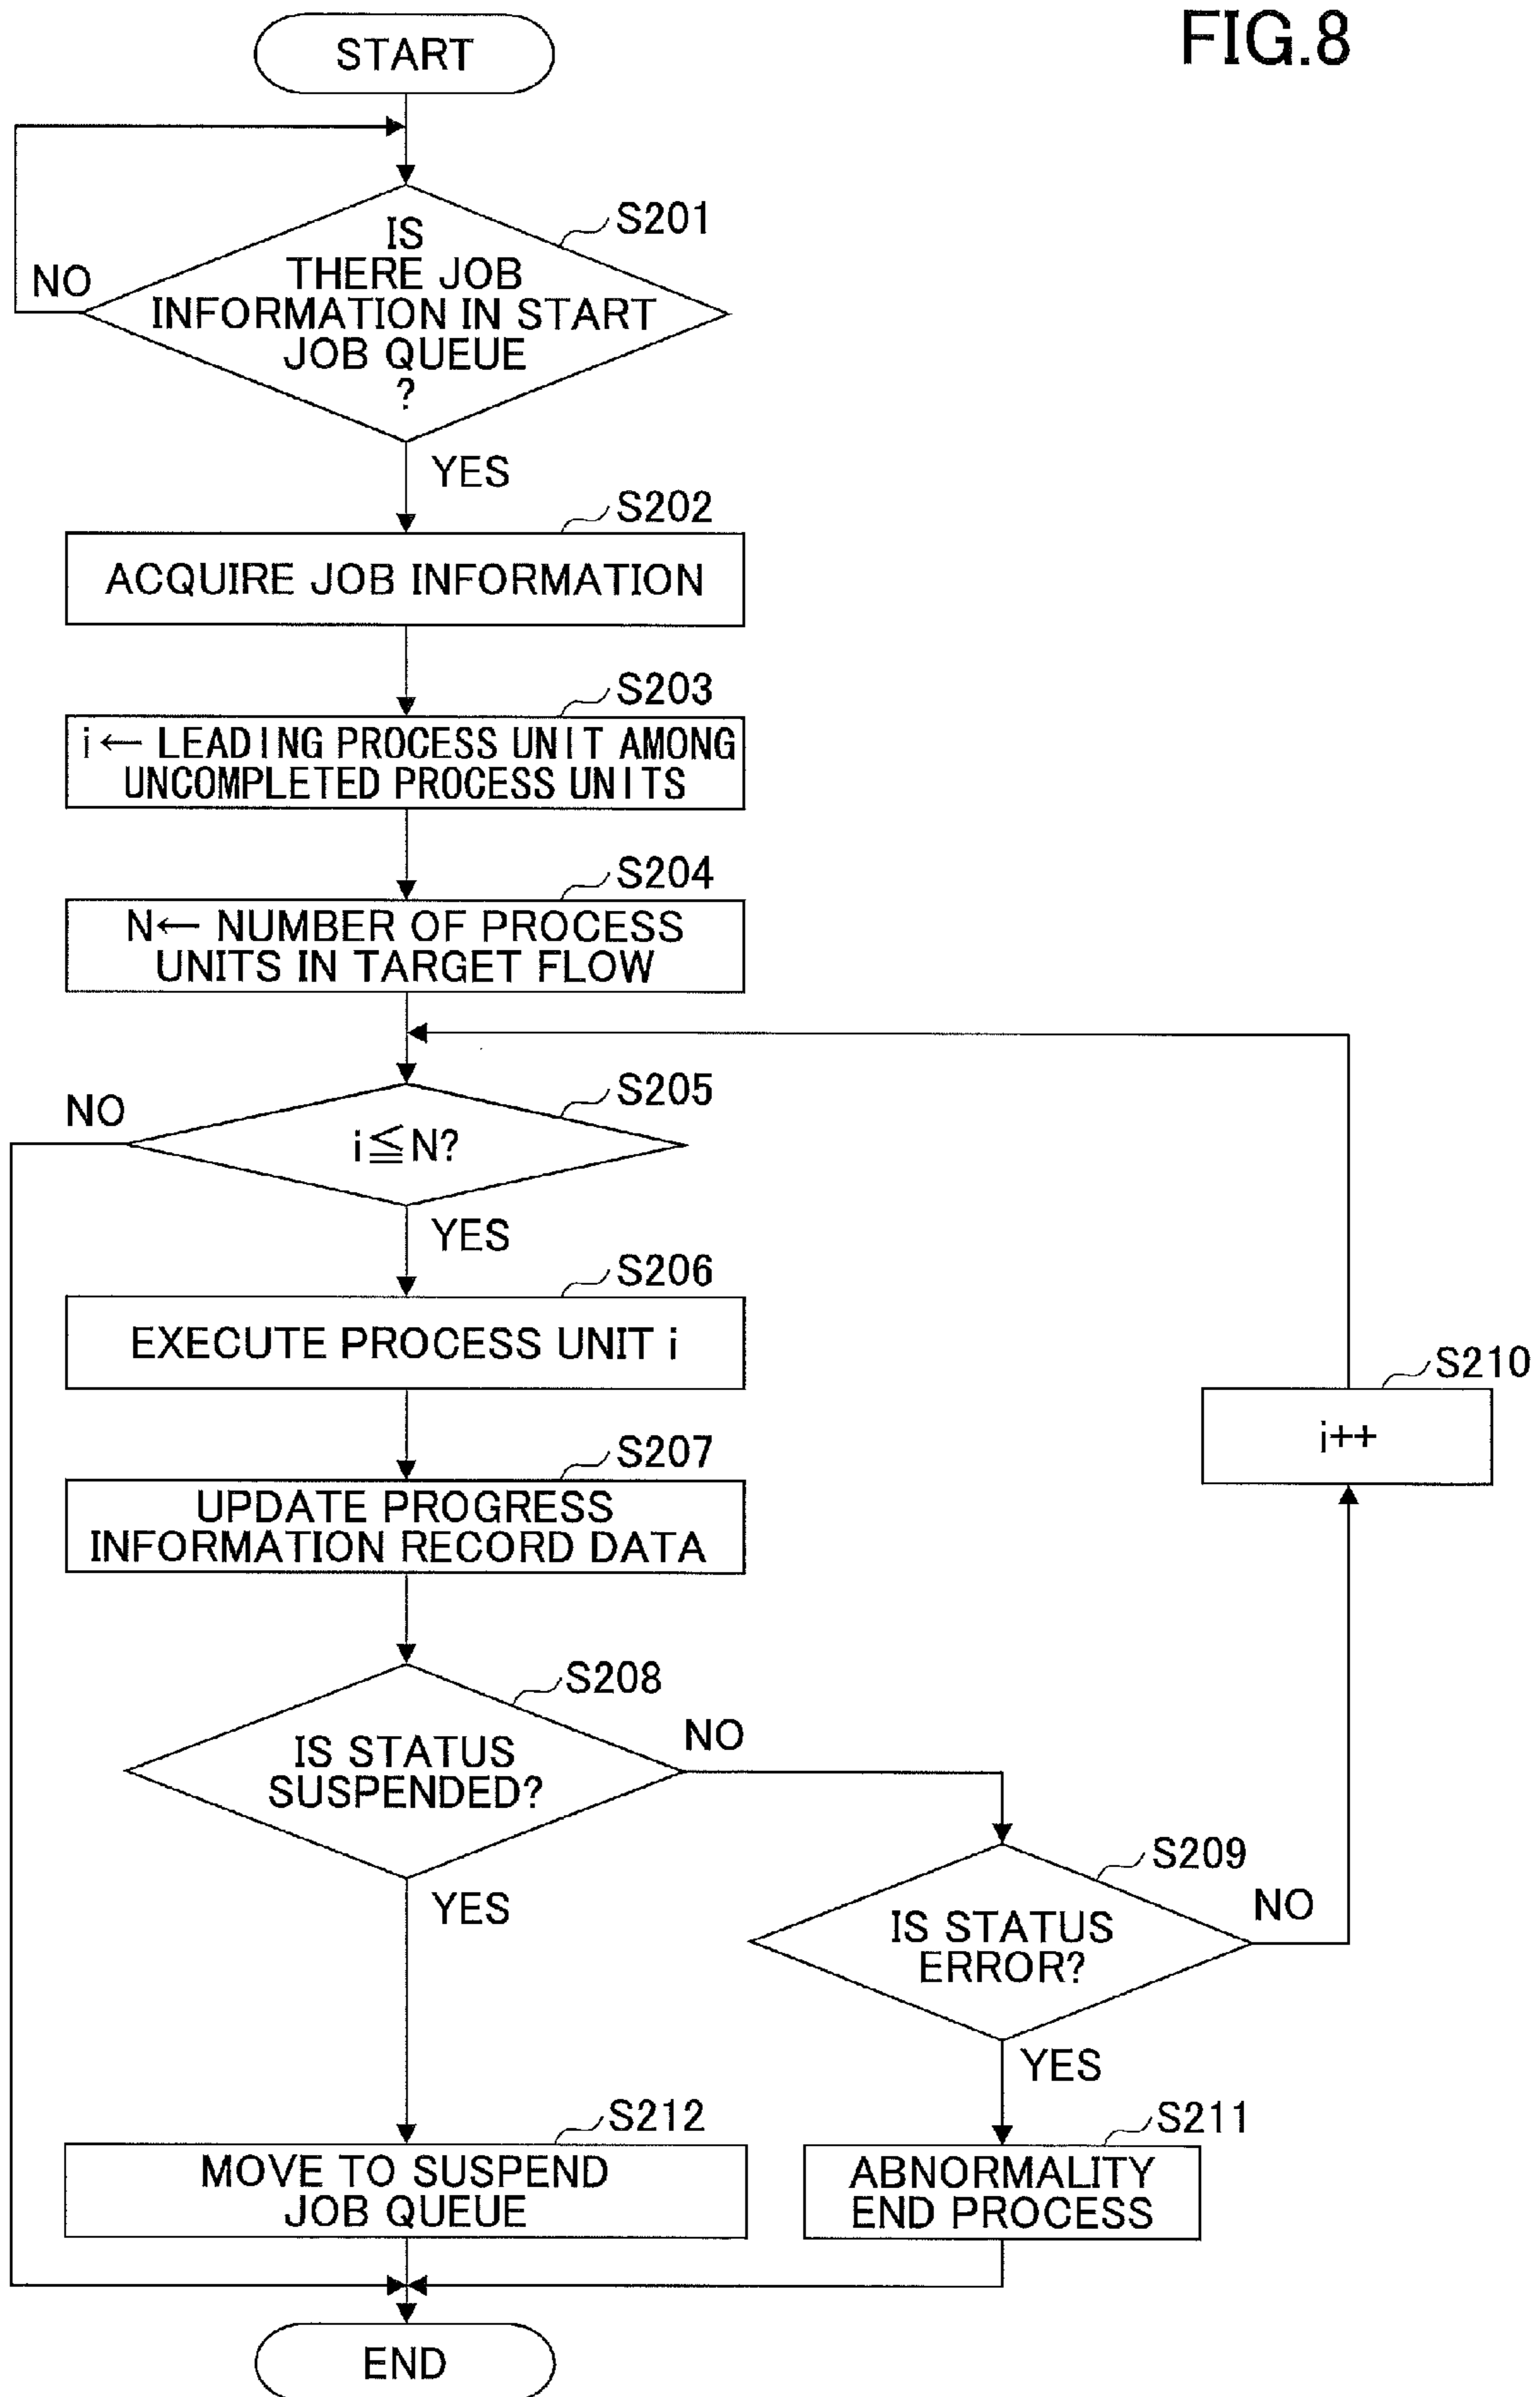 FIG.8
START
S201
IS
THERE JOB
INFORMATION IN START
JOB QUEUE
?
NO
YES
S202
ACQUIRE JOB INFORMATION
S203
i← LEADING PROCESS UNIT AMONG
UNCOMPLETED PROCESS UNITS
S204
N← NUMBER OF PROCESS
UNITS IN TARGET FLOW
S205
NO
i≦N?
YES
S206
EXECUTE PROCESS UNIT i
S210
i++
S207
UPDATE PROGRESS
INFORMATION RECORD DATA
S208
IS STATUS
SUSPENDED?
NO
YES
S209
IS STATUS
ERROR?
NO
YES
S212
MOVE TO SUSPEND
JOB QUEUE
S211
ABNORMALITY
END PROCESS
END